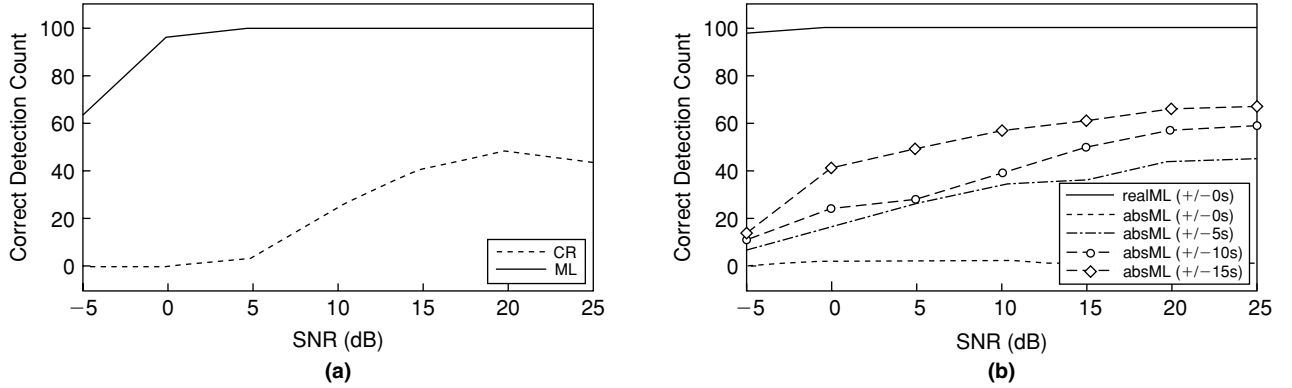 100
80
60
40
20
0
Correct Detection Count
−5 0 5 10 15 20 25
SNR (dB)
CR
ML
(a)
100
80
60
40
20
0
Correct Detection Count
−5 0 5 10 15 20 25
SNR (dB)
realML (+/−0s)
absML (+/−0s)
absML (+/−5s)
absML (+/−10s)
absML (+/−15s)
(b)